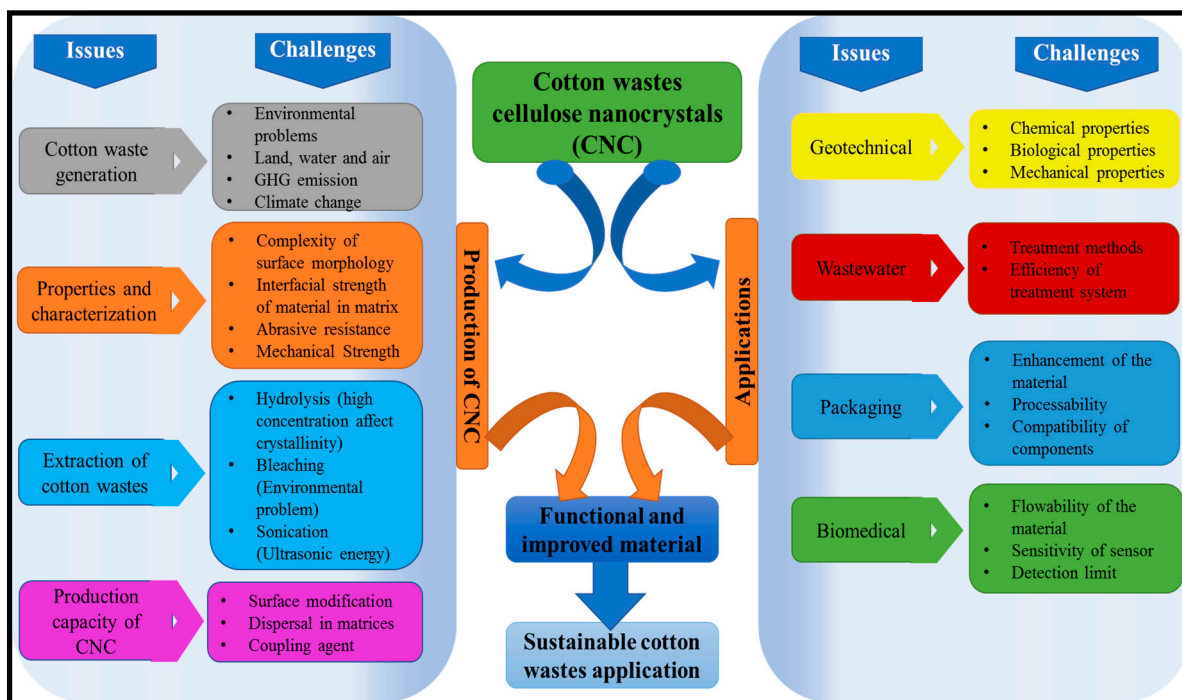 Issues
Challenges
Cotton waste
generation
• Environmental
problems
• Land, water and air
• GHG emission
• Climate change
Properties and
characterization
• Complexity of
surface morphology
• Interfacial strength
of material in matrix
• Abrasive resistance
• Mechanical Strength
Extraction of
cotton wastes
• Hydrolysis (high
concentration affect
crystallinity)
• Bleaching
(Environmental
problem)
• Sonication
(Ultrasonic energy)
Production
capacity of
CNC
• Surface modification
• Dispersal in matrices
• Coupling agent
Cotton wastes
cellulose nanocrystals
(CNC)
Production of CNC
Applications
Functional and
improved material
Sustainable cotton
wastes application
Issues
Challenges
Geotechnical
• Chemical properties
• Biological properties
• Mechanical properties
Wastewater
• Treatment methods
• Efficiency of
treatment system
Packaging
• Enhancement of the
material
• Processability
• Compatibility of
components
Biomedical
• Flowability of the
material
• Sensitivity of sensor
• Detection limit